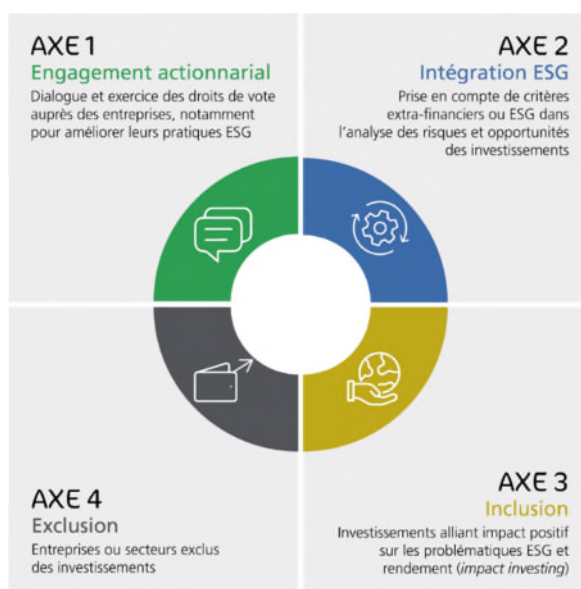 AXE 1
Engagement actionnarial
Dialogue et exercice des droits de vote
auprès des entreprises, notamment
pour améliorer leurs pratiques ESG
AXE 2
Intégration ESG
Prise en compte de critères
extra-financiers ou ESG dans
l'analyse des risques et opportunités
des investissements
AXE 4
Exclusion
Entreprises ou secteurs exclus
des investissements
AXE 3
Inclusion
Investissements alliant impact positif
sur les problématiques ESG et
rendement (impact investing)